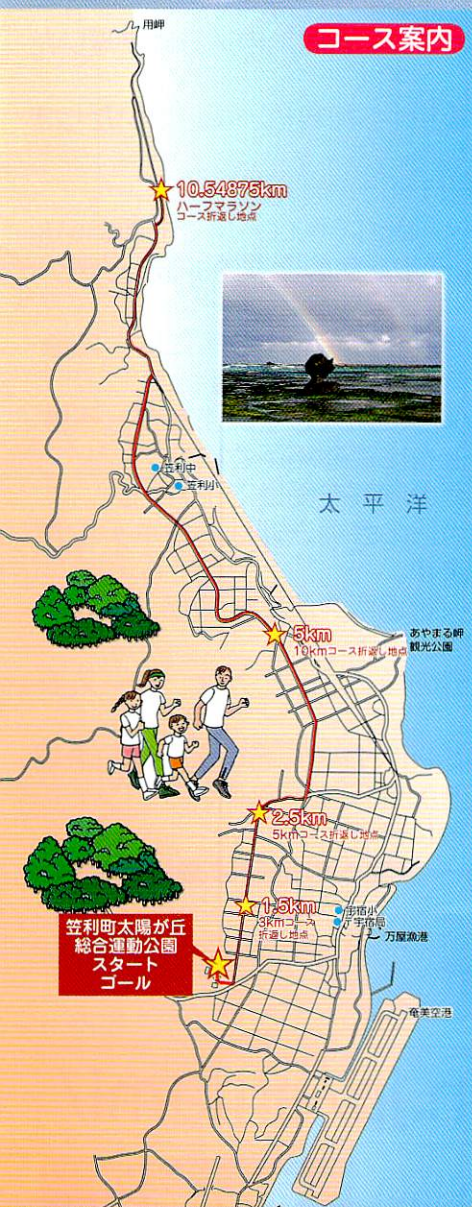 コース案内
用岬
10.54875km
ハーフマラソン
コース折返し地点
笠利中
笠利小
太平洋
あやまる岬
観光公園
5km
10kmコース折返し地点
2.5km
5kmコース折返し地点
1.5km
3kmコース
折返し地点
宇宿小
〒宇宿局
万屋漁港
笠利町太陽が丘
総合運動公園
スタート
ゴール
奄美空港